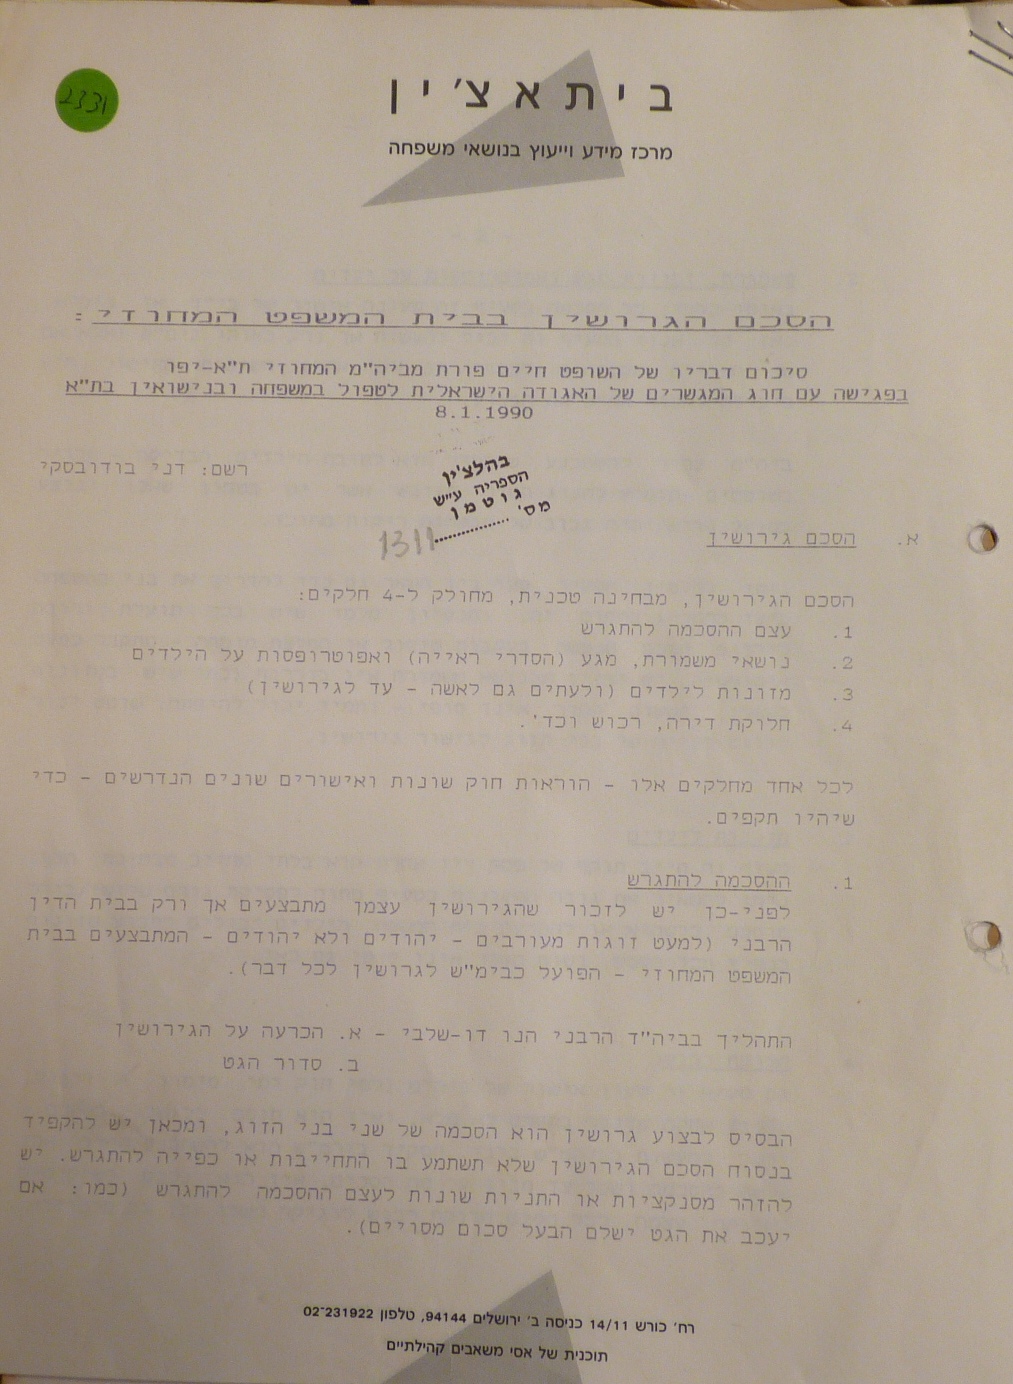 2331
ביתאצ'ין
מרכז מידע וייעוץ בנושאי משפחה
הסכם הגרושין בבית המשפט המחוזי:
סיכום דבריו של השופט חיים פורת מביה"מ המחוזי ת"א-יפו
בפגישה עם חוג המגשרים של האגודה הישראלית לטפול במשפחה ובנישואין בת"א
8.1.1990
רשם: דני בודובסקי
בהלצ'ין
הספריה ע"ש
גוטמן
מס' ..............
1311
א. הסכם גירושין
הסכם הגירושין, מבחינה טכנית, מחולק ל-4 חלקים:
1. עצם ההסכמה להתגרש
2. נושאי משמורת, מגע (הסדרי ראייה) ואפוטרופסות על הילדים
3. מזונות לילדים (ולעתים גם לאשה - עד לגירושין)
4. חלוקת דירה, רכוש וכד'.
לכל אחד מחלקים אלו - הוראות חוק שונות ואישורים שונים הנדרשים - כדי
שיהיו תקפים.
1. ההסכמה להתגרש
לפני-כן יש לזכור שהגירושין עצמן מתבצעים אך ורק בבית הדין
הרבני (למעט זוגות מעורבים - יהודים ולא יהודים - המתבצעים בבית
המשפט המחוזי - הפועל כבימ"ש לגרושין לכל דבר).
התהליך בביה"ד הרבני הנו דו-שלבי - א. הכרעה על הגירושין
ב. סדור הגט
הבסיס לבצוע גרושין הוא הסכמה של שני בני הזוג, ומכאן יש להקפיד
בנסוח הסכם הגירושין שלא תשתמע בו התחייבות או כפייה להתגרש. יש
להזהר מסנקציות או התניות שונות לעצם ההסכמה להתגרש (כמו: אם
יעכב את הגט ישלם הבעל סכום מסויים).
רח' כורש 14/11 כניסה ב' ירושלים 94144, טלפון 02-231922
תוכנית של אסי משאבים קהילתיים